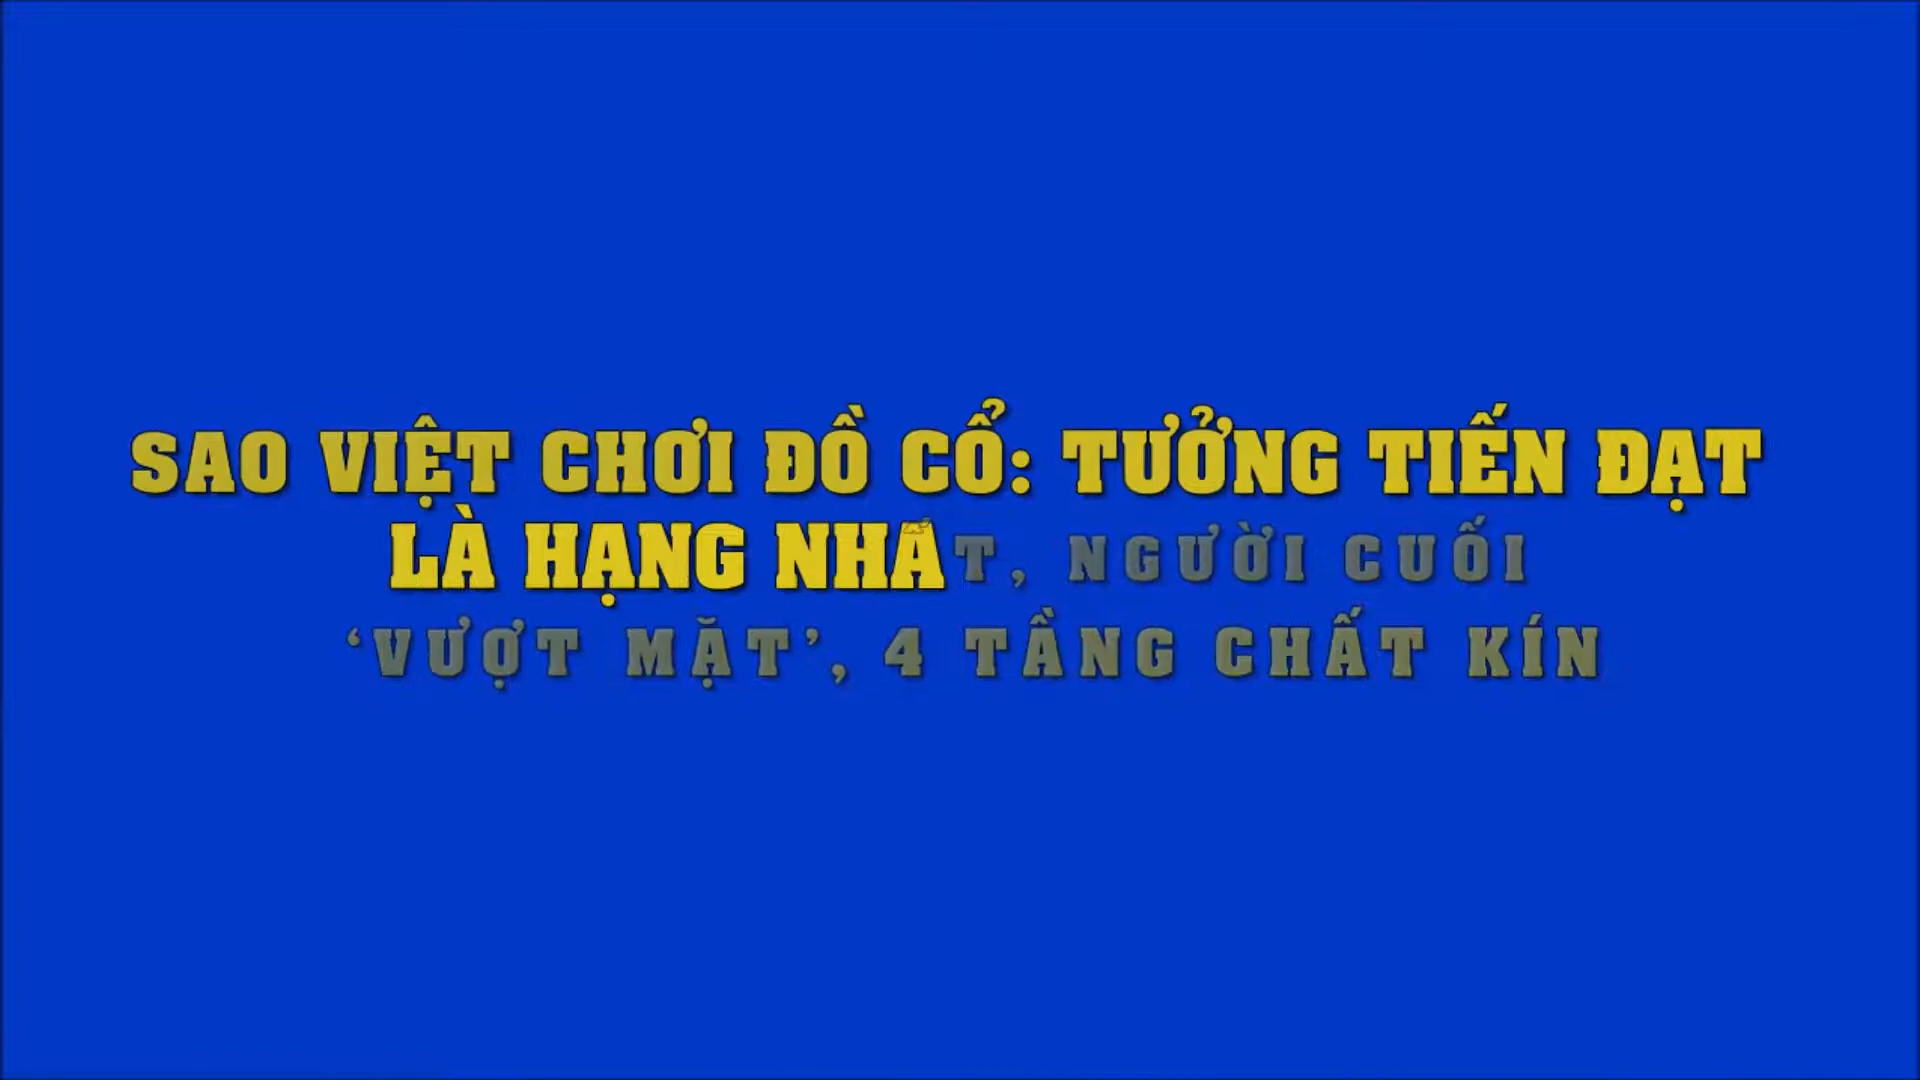 SAO VIỆT CHƠI ĐỒ CỔ: TƯỞNG TIẾN ĐẠT
LÀ HẠNG NHẤT, NGƯỜI CUỐI
‘VƯỢT MẶT’, 4 TẦNG CHẤT KÍN